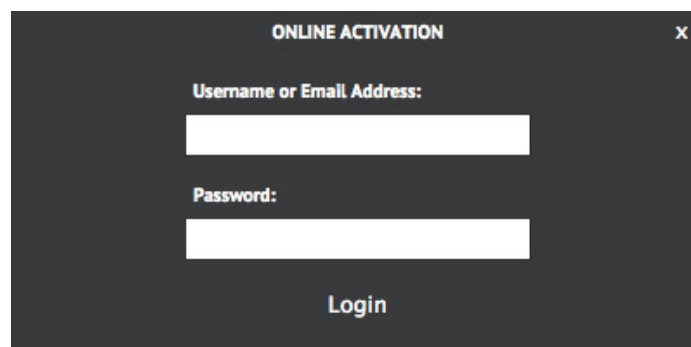 ONLINE ACTIVATION x
Username or Email Address:
Password:
Login